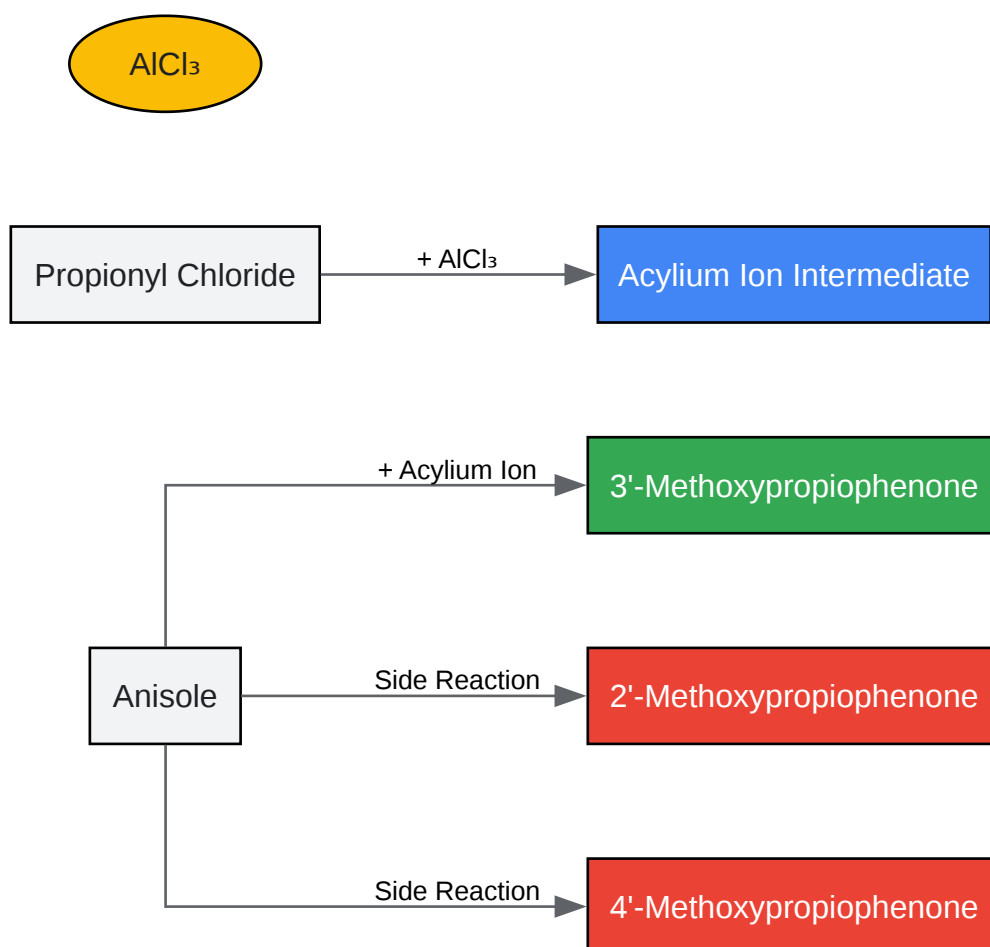 AlCl₃
Propionyl Chloride
+ AlCl₃
Acylium Ion Intermediate
+ Acylium Ion
3'-Methoxypropiophenone
Anisole
Side Reaction
2'-Methoxypropiophenone
Side Reaction
4'-Methoxypropiophenone